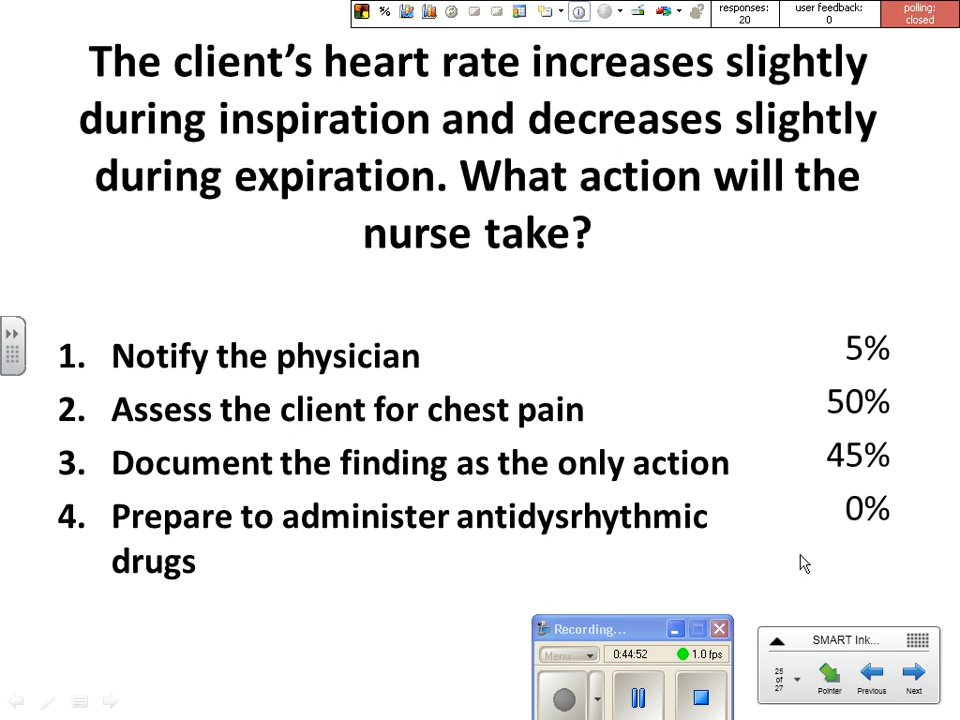 responses:
20
user feedback:
0
polling:
closed
%
The client’s heart rate increases slightly
during inspiration and decreases slightly
during expiration. What action will the
nurse take?
1. Notify the physician
5%
2. Assess the client for chest pain
50%
3. Document the finding as the only action
45%
4. Prepare to administer antidysrhythmic
drugs
0%
Recording...
Menu
0:44:52
1.0 fps
SMART Ink...
25
of
27
Pointer
Previous
Next